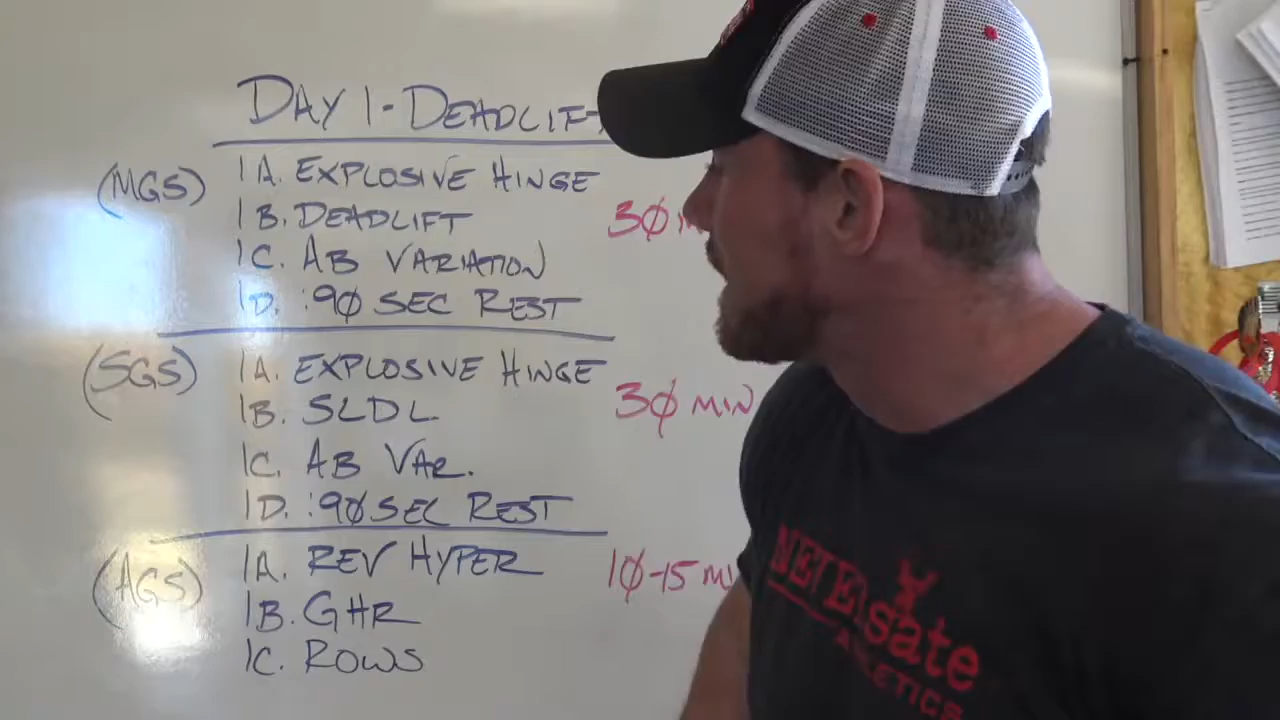 DAY 1 - DEADLIFT
(MGS) 1A. EXPLOSIVE HINGE
1B. DEADLIFT
30 M
1C. AB VARIATION
1D. :90 SEC REST
(SGS) 1A. EXPLOSIVE HINGE
1B. SLDL
30 MIN
1C. AB VAR.
1D. :90 SEC REST
(AGS) 1A. REV HYPER
10-15 MI
1B. GHR
1C. ROWS
sate